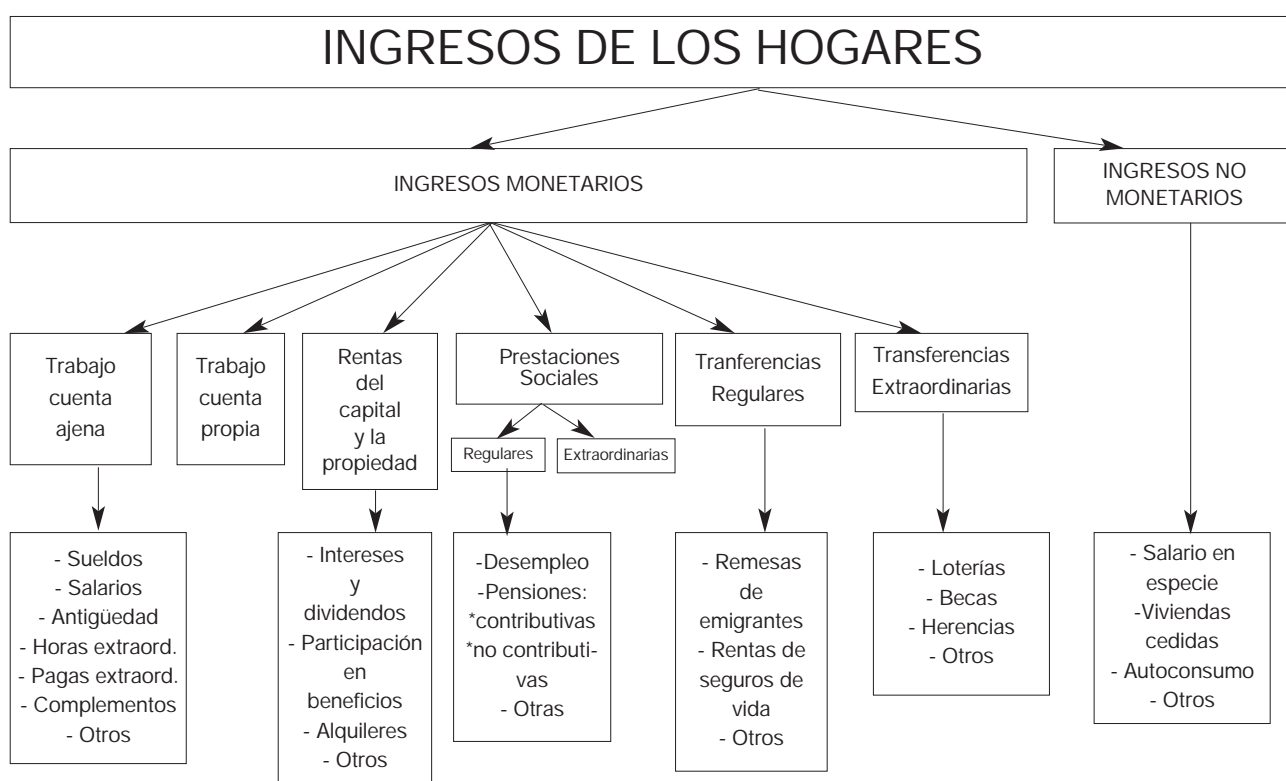 INGRESOS DE LOS HOGARES
INGRESOS MONETARIOS
INGRESOS NO
MONETARIOS
Trabajo
cuenta
ajena
Trabajo
cuenta
propia
Rentas
del
capital
y la
propiedad
Prestaciones
Sociales
Tranferencias
Regulares
Transferencias
Extraordinarias
Regulares
Extraordinarias
- Sueldos
- Salarios
- Antigüedad
- Horas extraord.
- Pagas extraord.
- Complementos
- Otros
- Intereses
y
dividendos
- Participación
en
beneficios
- Alquileres
- Otros
-Desempleo
-Pensiones:
*contributivas
*no contributi-
vas
- Otras
- Remesas
de
emigrantes
- Rentas de
seguros de
vida
- Otros
- Loterías
- Becas
- Herencias
- Otros
- Salario en
especie
-Viviendas
cedidas
- Autoconsumo
- Otros